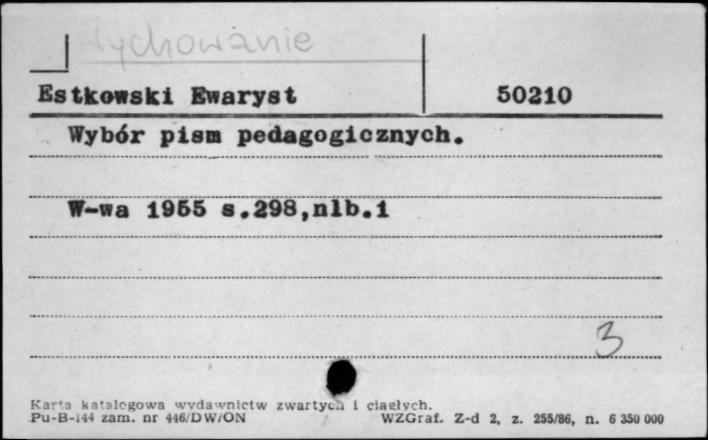 Wychowanie
Estkowski Ewaryst 50210
Wybór pism pedagogicznych.
W-wa 1955 s.298,nlb.1
3
Karta katalogowa wydawnictw zwartych i ciągłych.
Pu-B-144 zam. nr 446/DW/ON WZGraf. Z-d 2, z. 255/86, n. 6 350 000